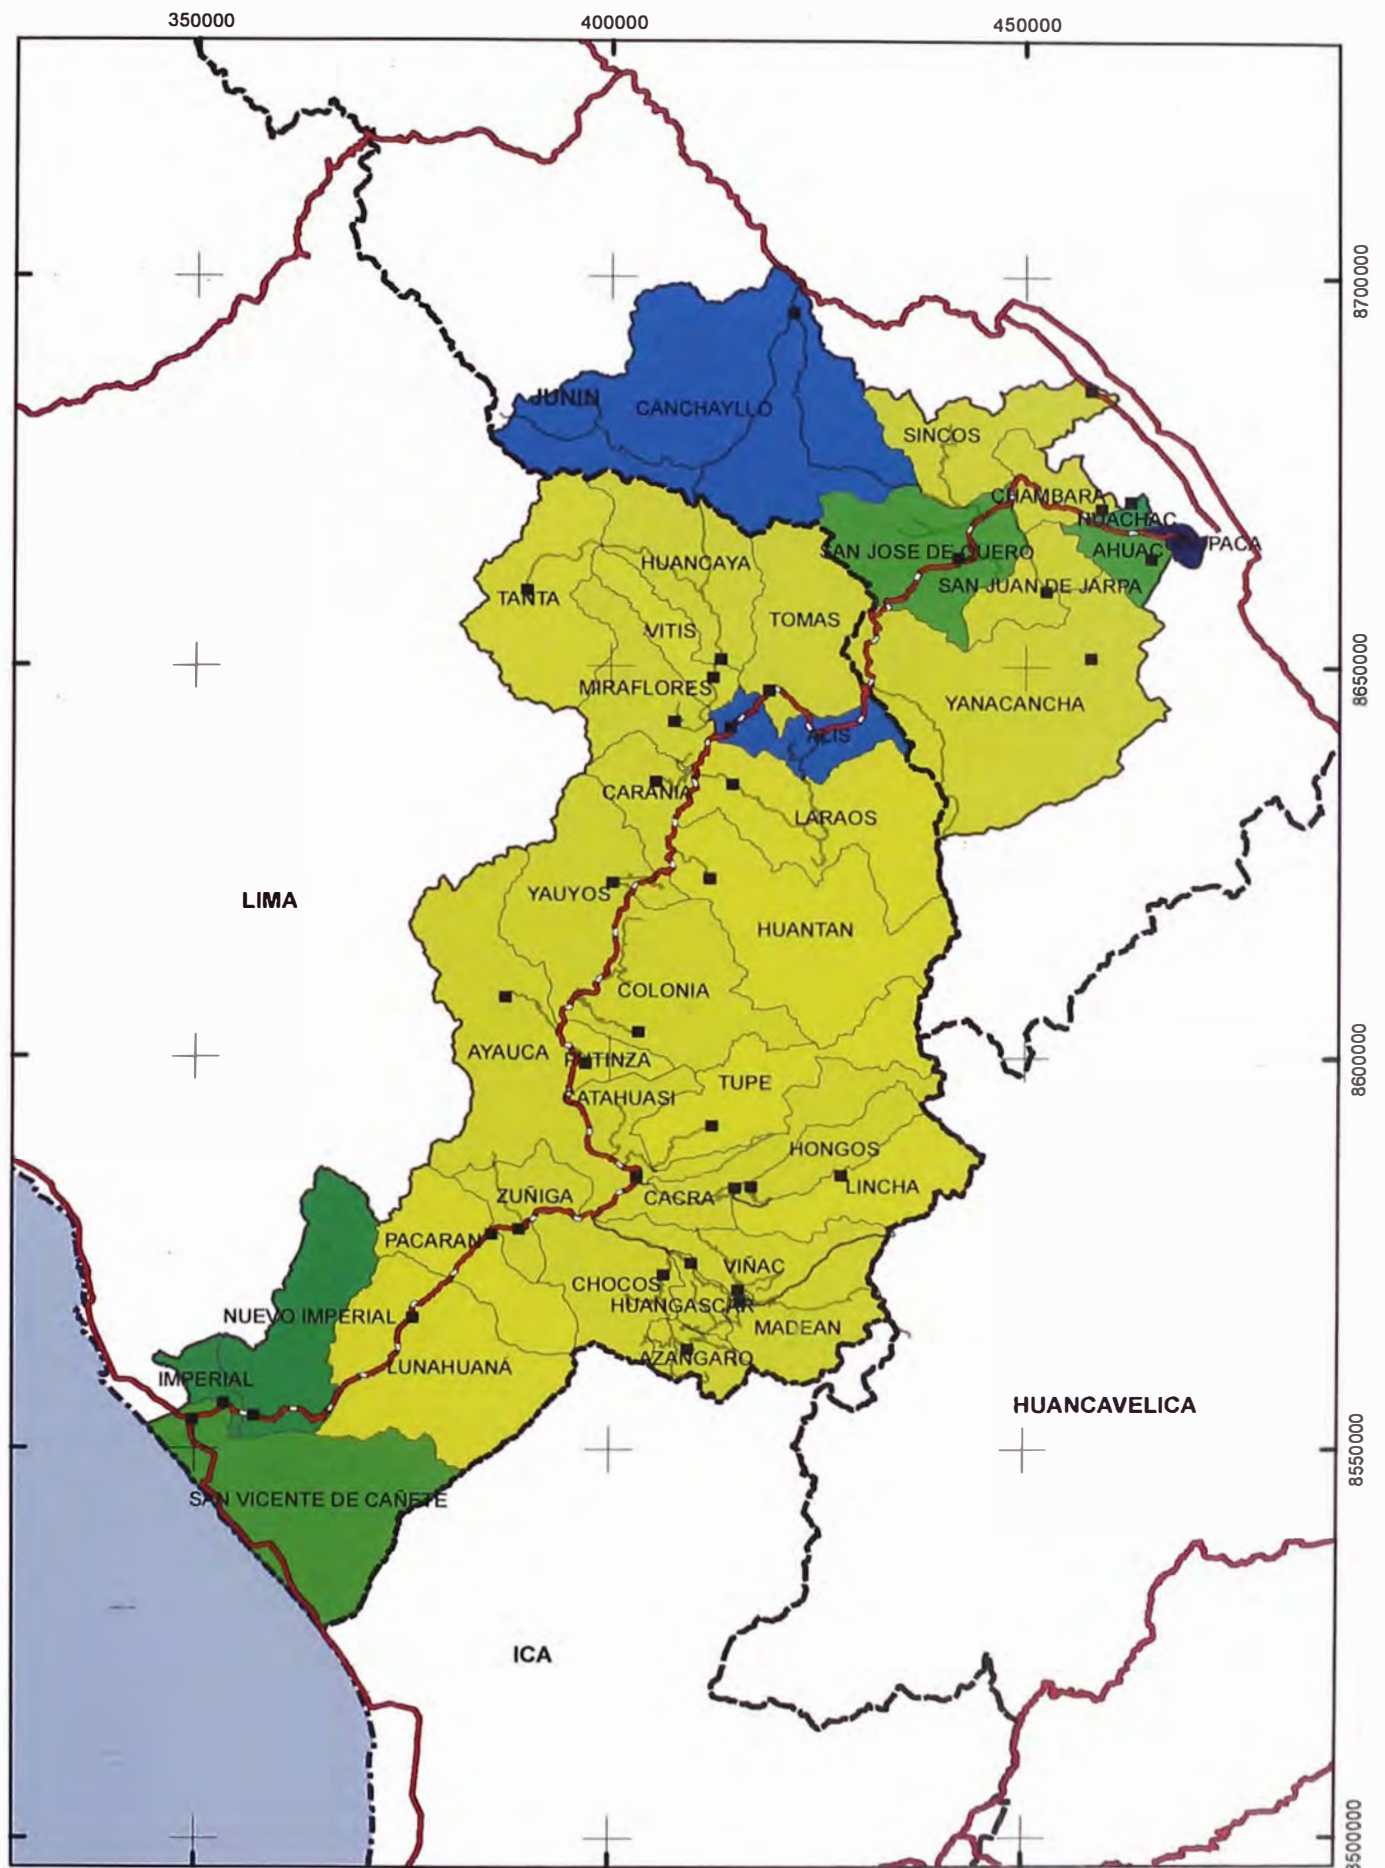 350000
400000
450000
8700000
JUNIN
CANCHAYLLO
SINCOS
CHAMBARA
HUACHAC
SAN JOSE DE QUERO
AHUAC
UPACA
HUANCAYA
TANTA
SAN JUAN DE JARPA
VITIS
TOMAS
8650000
MIRAFLORES
YANACANCHA
ALIS
CARANIA
LARAOS
YAUYOS
LIMA
HUANTAN
COLONIA
AYAUCA
PUTINZA
8600000
TUPE
CATAHUASI
HONGOS
LINCHA
ZUÑIGA
CACRA
PACARAN
VIÑAC
CHOCOS
HUANGASCAR
NUEVO IMPERIAL
MADEAN
AZANGARO
LUNAHUANÁ
IMPERIAL
HUANCAVELICA
8550000
SAN VICENTE DE CAÑETE
ICA
8500000